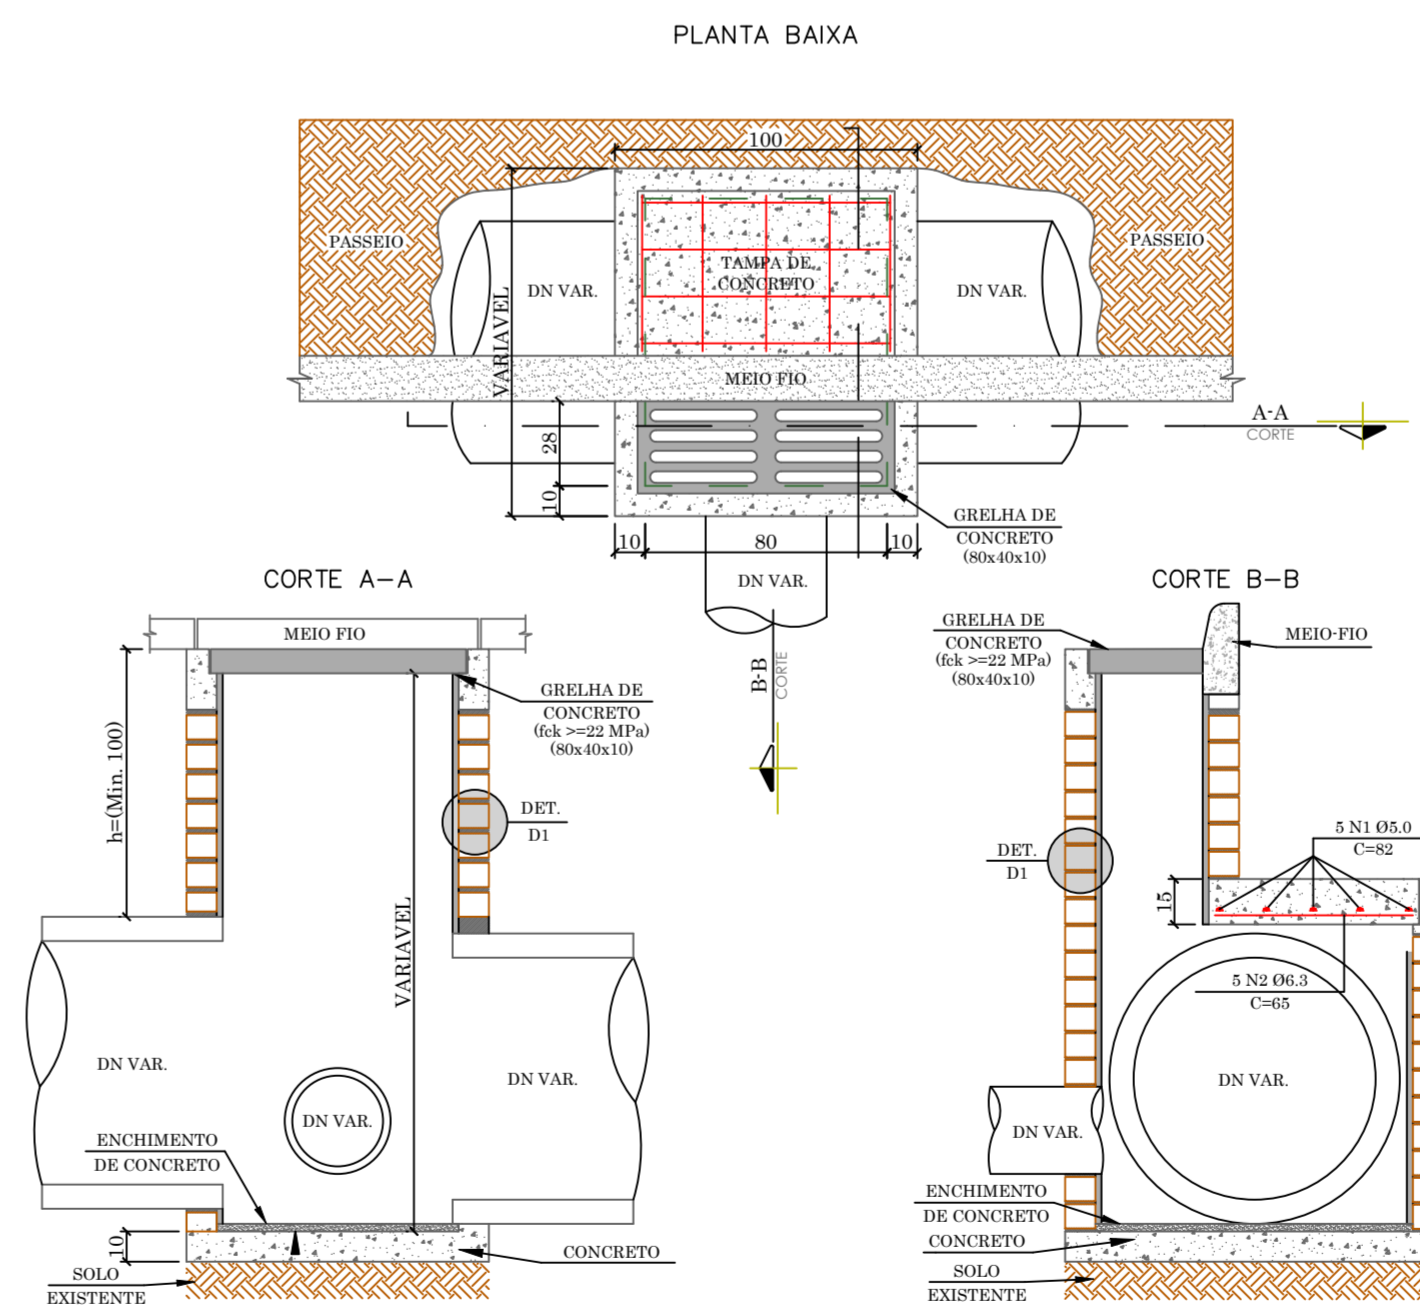 PLANTA BAIXA
100
PASSEIO
PASSEIO
TAMPA DE
CONCRETO
DN VAR.
DN VAR.
VARIAVEL
MEIO FIO
A-A
CORTE
28
10
GRELHA DE
CONCRETO
(80x40x10)
10
80
10
DN VAR.
B-B
CORTE
CORTE A-A
MEIO FIO
GRELHA DE
CONCRETO
(fck >=22 MPa)
(80x40x10)
h=(Min. 100)
DET.
D1
VARIAVEL
DN VAR.
DN VAR.
DN VAR.
ENCHIMENTO
DE CONCRETO
10
CONCRETO
SOLO
EXISTENTE
CORTE B-B
GRELHA DE
CONCRETO
(fck >=22 MPa)
(80x40x10)
MEIO-FIO
5 N1 Ø5.0
C=82
DET.
D1
15
5 N2 Ø6.3
C=65
DN VAR.
DN VAR.
ENCHIMENTO
DE CONCRETO
CONCRETO
SOLO
EXISTENTE